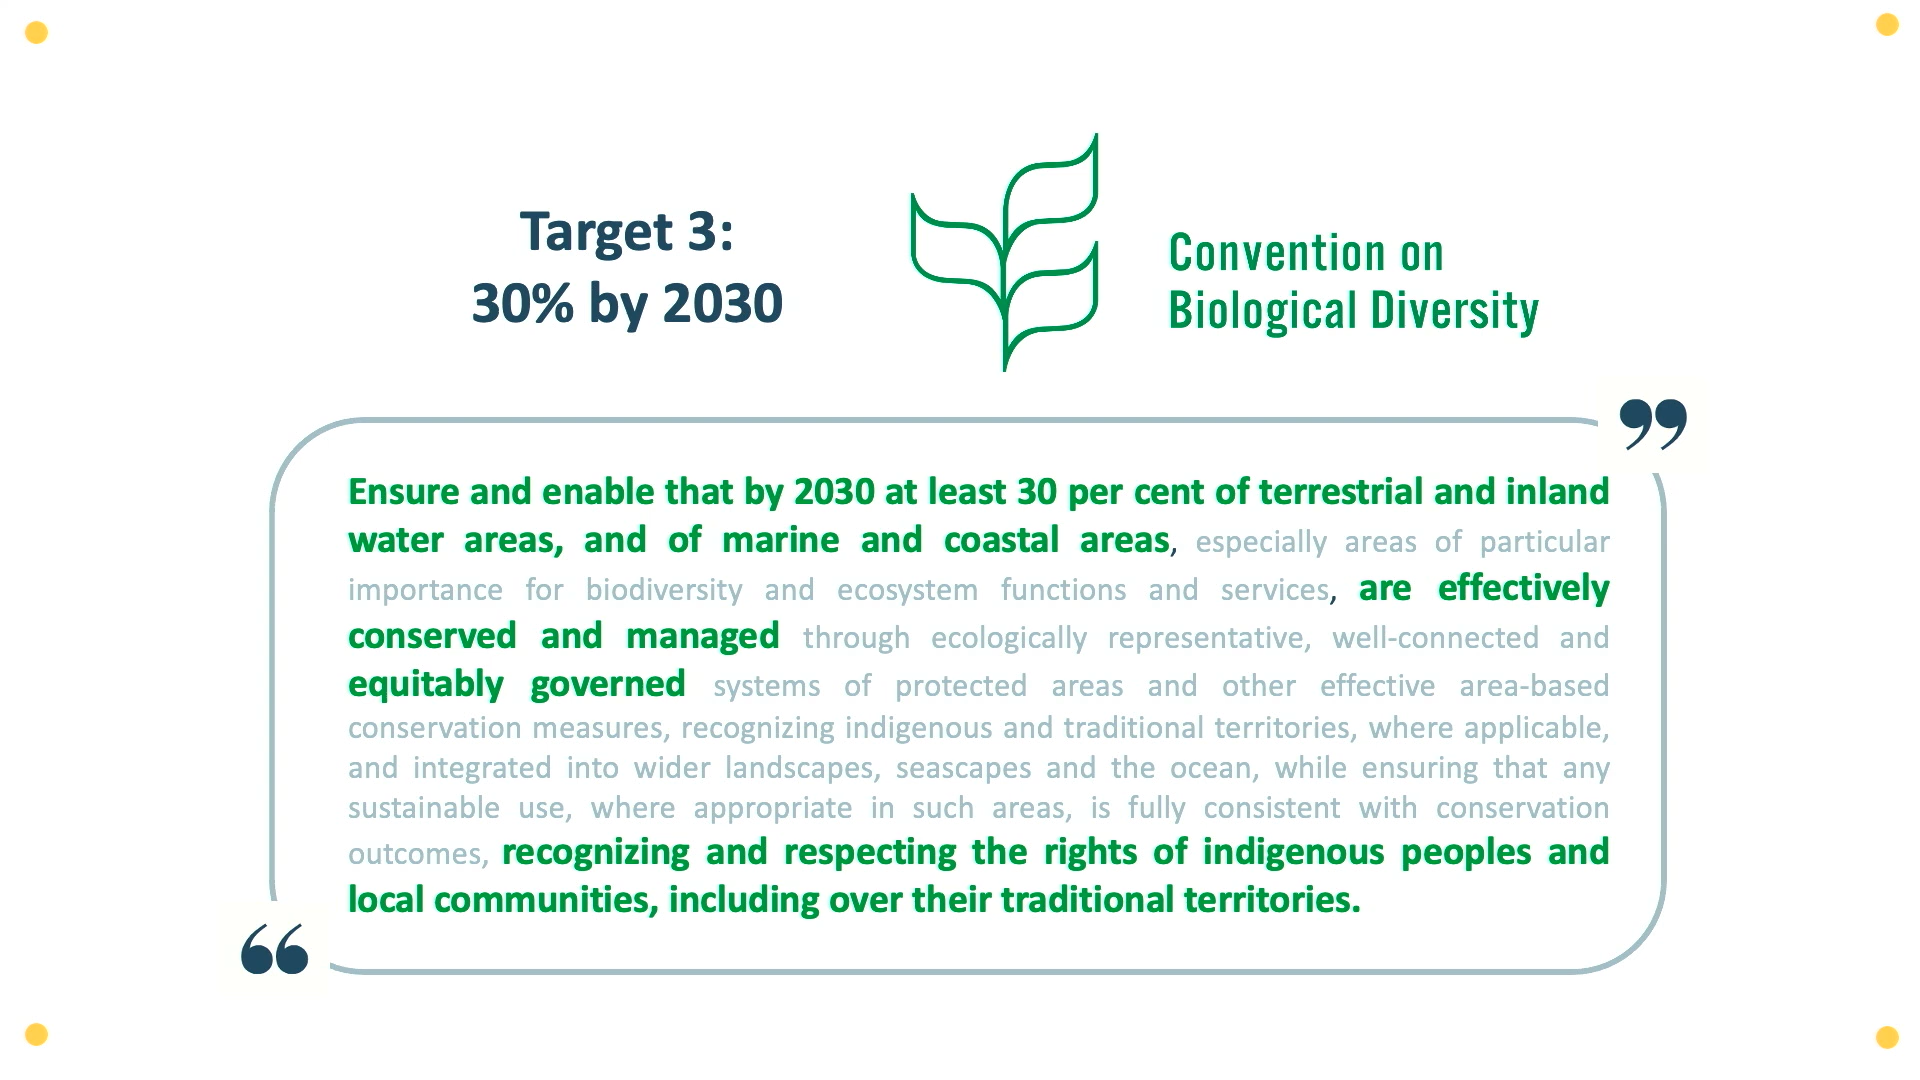 Target 3:
30% by 2030
Convention on
Biological Diversity
”
Ensure and enable that by 2030 at least 30 per cent of terrestrial and inland
water areas, and of marine and coastal areas, especially areas of particular
importance for biodiversity and ecosystem functions and services, are effectively
conserved and managed through ecologically representative, well-connected and
equitably governed systems of protected areas and other effective area-based
conservation measures, recognizing indigenous and traditional territories, where applicable,
and integrated into wider landscapes, seascapes and the ocean, while ensuring that any
sustainable use, where appropriate in such areas, is fully consistent with conservation
outcomes, recognizing and respecting the rights of indigenous peoples and
local communities, including over their traditional territories.
“